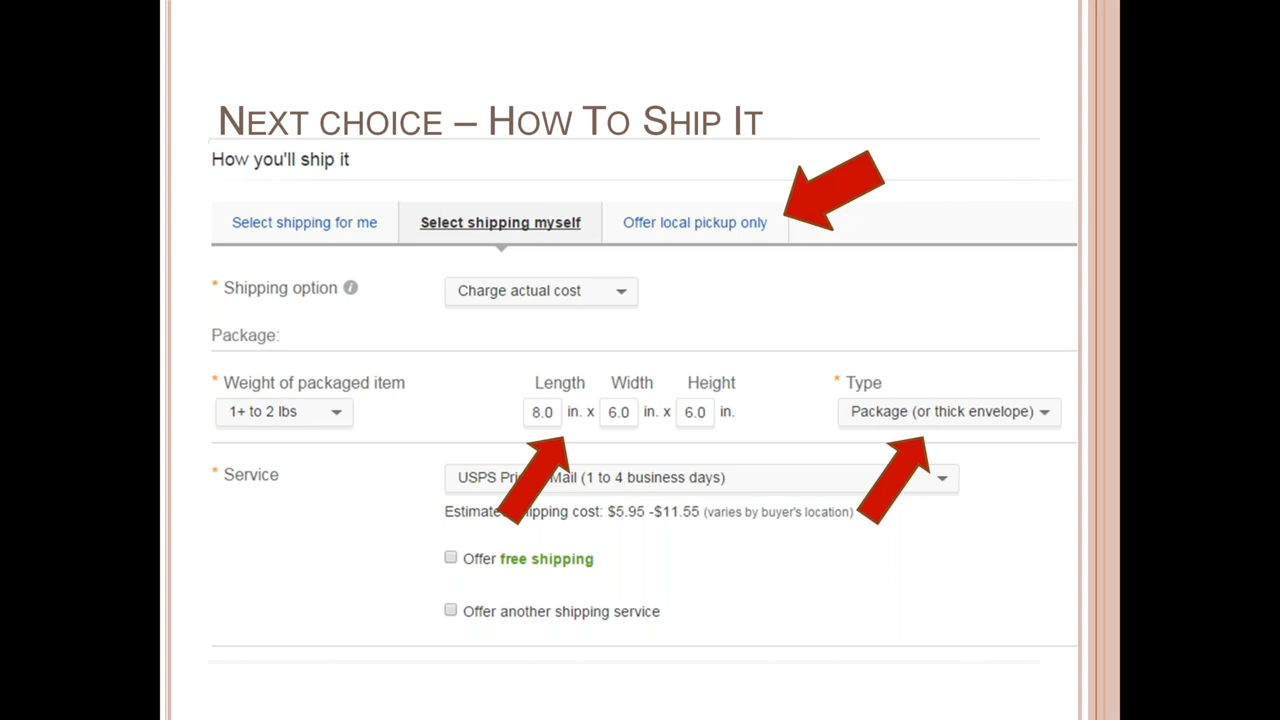 NEXT CHOICE – HOW TO SHIP IT
How you'll ship it
Select shipping for me Select shipping myself Offer local pickup only
* Shipping option i Charge actual cost
Package:
* Weight of packaged item Length Width Height * Type
1+ to 2 lbs 8.0 in. x 6.0 in. x 6.0 in. Package (or thick envelope)
* Service USPS Mail (1 to 4 business days)
cost: $5.95 -$11.55 (varies by buyer's location)
Offer free shipping
Offer another shipping service